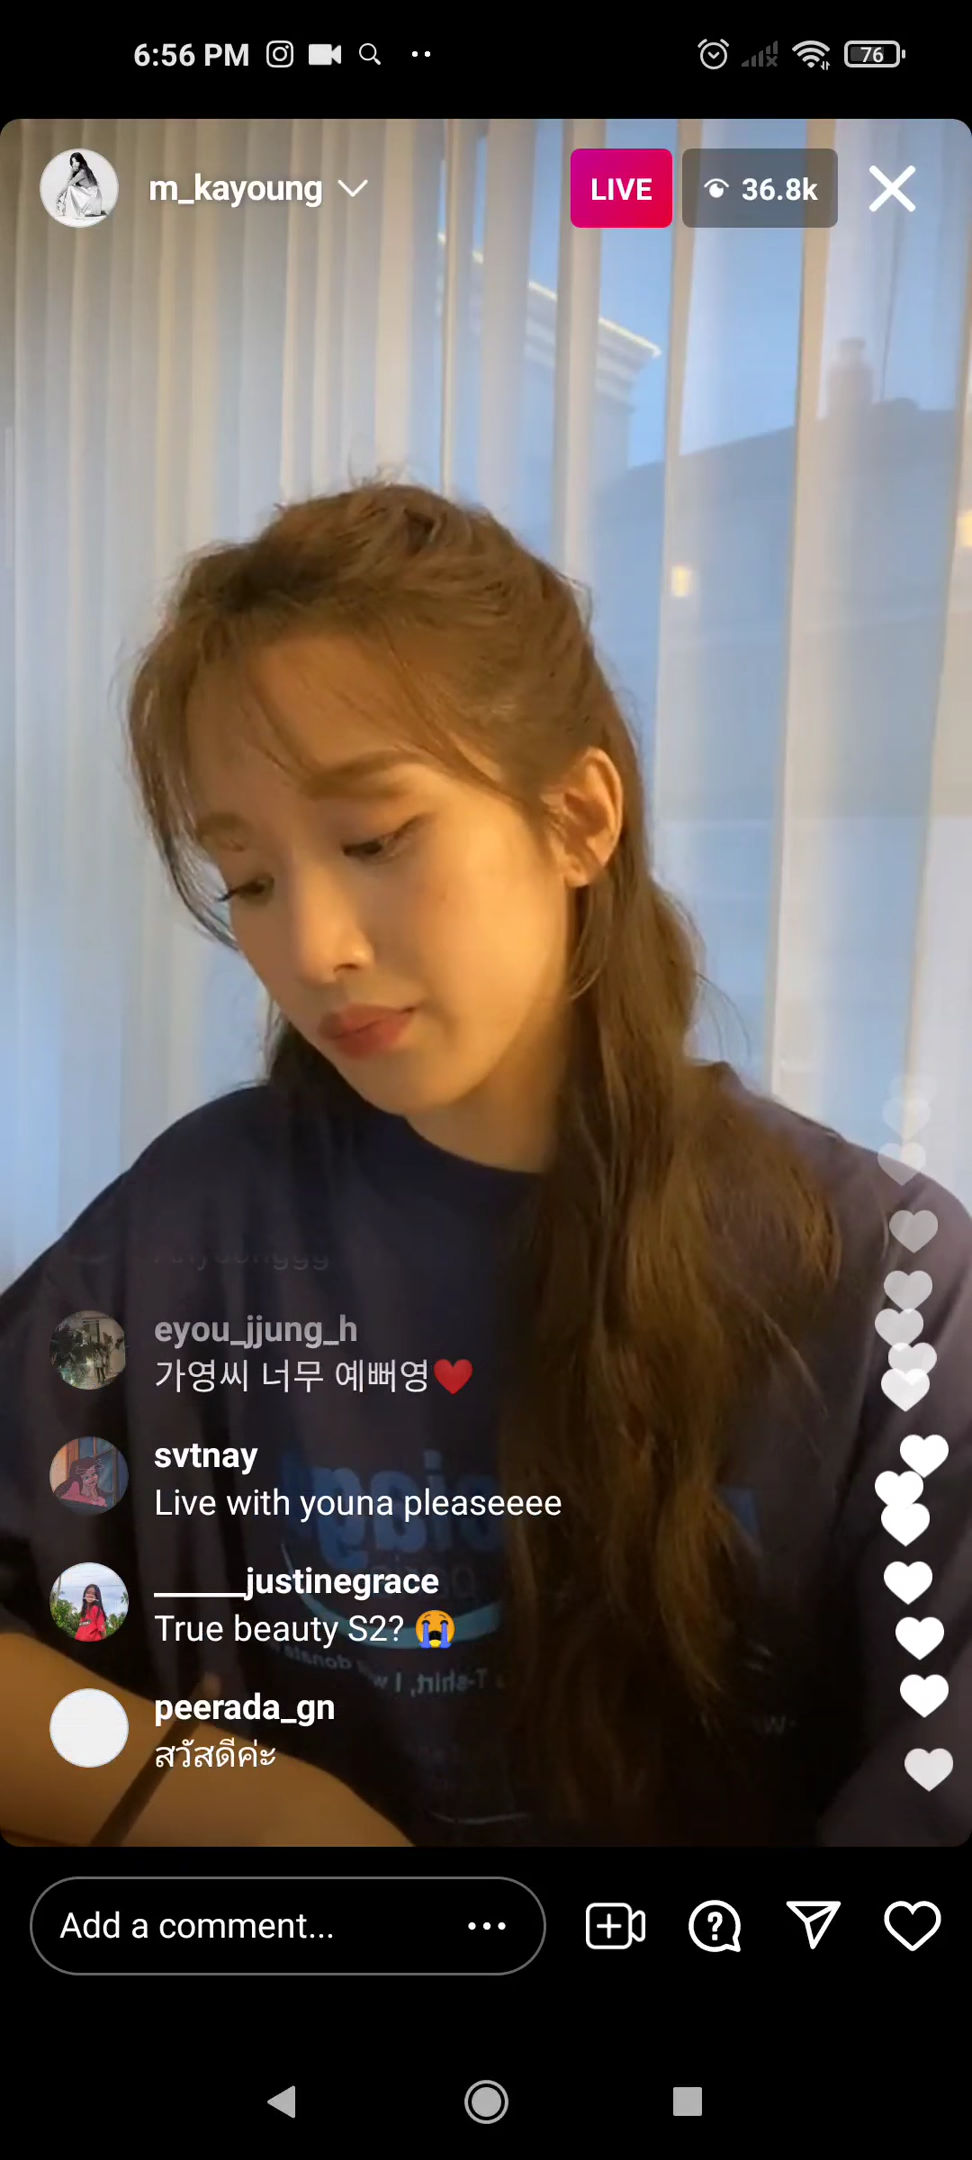 6:56 PM
76
m_kayoung
LIVE
36.8k
eyou_jjung_h
가영씨 너무 예뻐영❤️
svtnay
Live with youna pleaseeee
______justinegrace
True beauty S2? 😭
peerada_gn
สวัสดีค่ะ
Add a comment...